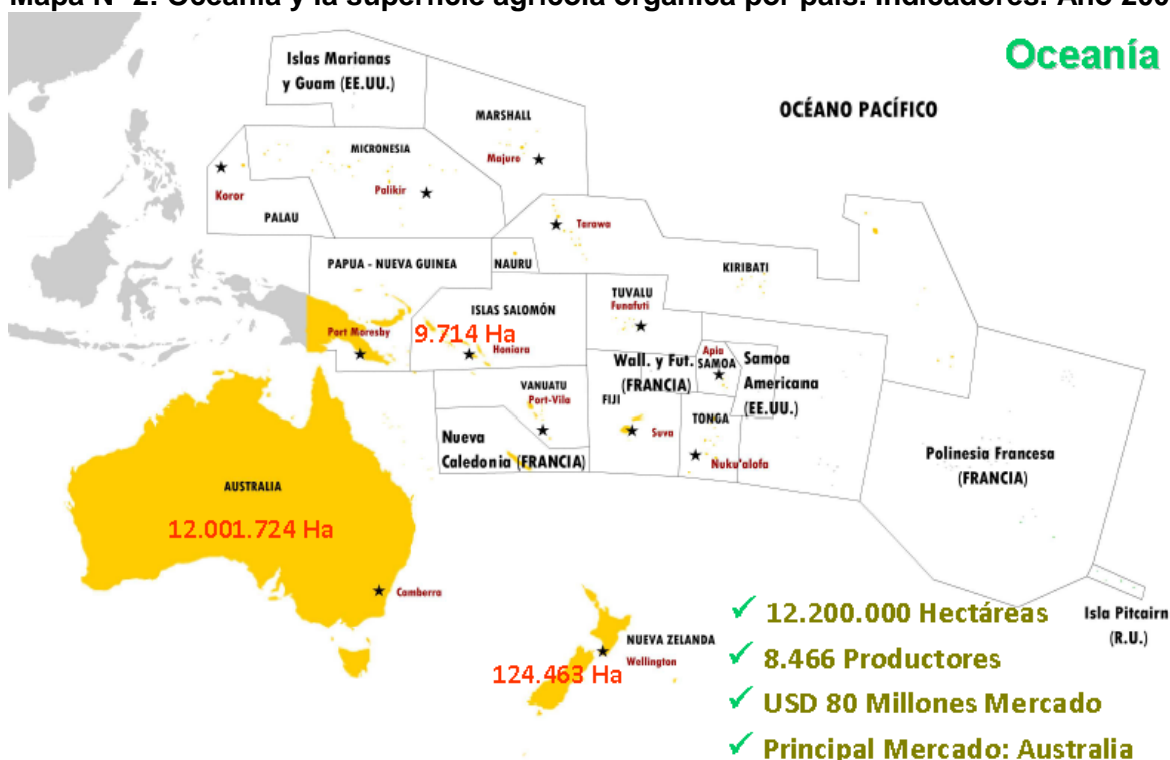 Mapa N° 2: Oceanía y la superficie agrícola orgánica por país. Indicadores. Año 200
Oceanía
Islas Marianas
y Guam (EE.UU.)
MARSHALL
OCÉANO PACÍFICO
MICRONESIA
Majuro
Koror
Palikir
PALAU
Tarawa
PAPUA - NUEVA GUINEA
NAURU
KIRIBATI
TUVALU
Funafuti
ISLAS SALOMÓN
Port Moresby
9.714 Ha
Honiara
Wall. y Fut.
(FRANCIA)
Apia
SAMOA
Samoa
Americana
(EE.UU.)
VANUATU
Port-Vila
FIJI
Suva
TONGA
Nuku'alofa
Nueva
Caledonia (FRANCIA)
Polinesia Francesa
(FRANCIA)
AUSTRALIA
12.001.724 Ha
Camberra
NUEVA ZELANDA
Wellington
124.463 Ha
Isla Pitcairn
(R.U.)
✓ 12.200.000 Hectáreas
✓ 8.466 Productores
✓ USD 80 Millones Mercado
✓ Principal Mercado: Australia